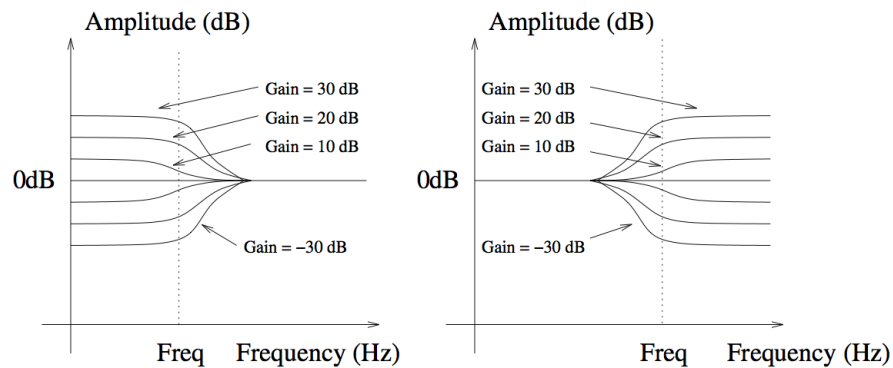 Amplitude (dB)
Gain = 30 dB
Gain = 20 dB
Gain = 10 dB
0dB
Gain = −30 dB
Freq
Frequency (Hz)
Amplitude (dB)
Gain = 30 dB
Gain = 20 dB
Gain = 10 dB
0dB
Gain = −30 dB
Freq
Frequency (Hz)